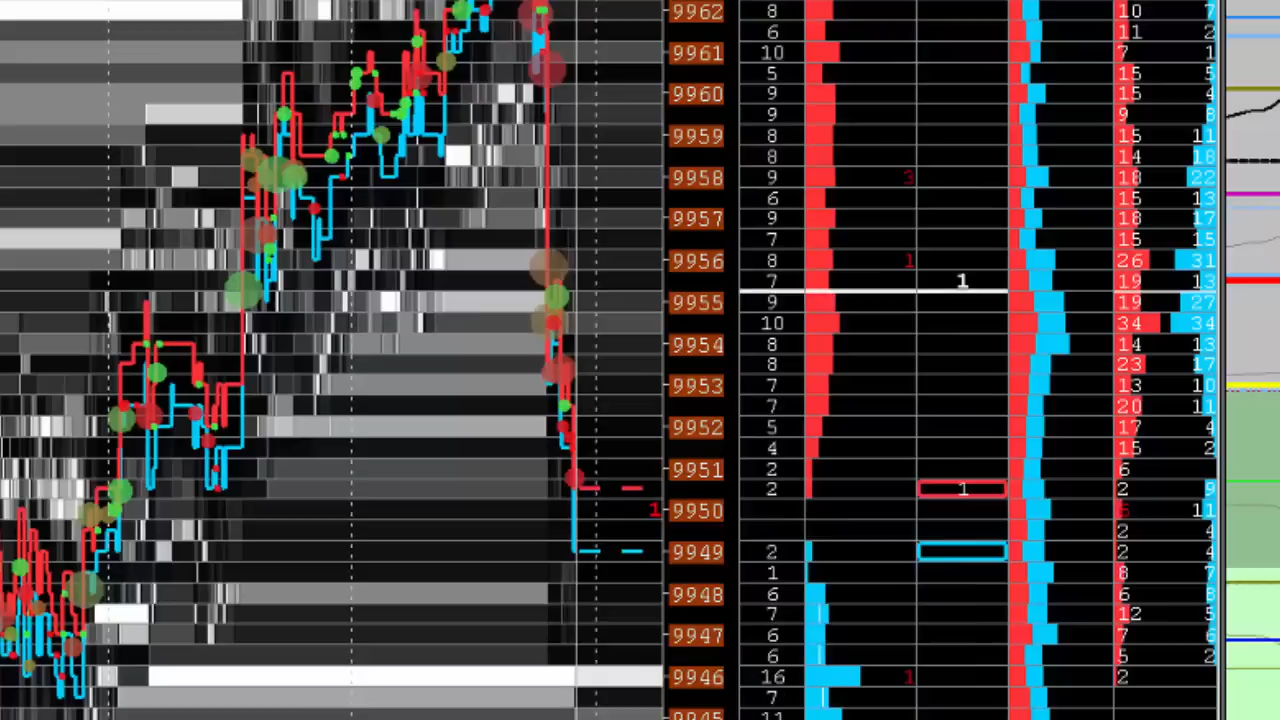 9962 8 10 7
6 11 2
9961 10 7 1
5 15 5
9960 9 15 4
9 9 8
9959 8 15 11
8 14 18
9958 9 3 18 22
6 15 13
9957 9 18 17
7 15 15
9956 8 1 26 31
7 1 19 13
9955 9 19 27
10 34 34
9954 8 14 13
8 23 17
9953 7 13 10
7 20 11
9952 5 17 4
4 15 2
9951 2 6
2 1 2 9
1 9950 5 11
2 4
9949 2 2 4
1 8 7
9948 6 6 8
7 12 5
9947 6 7 6
6 5 2
9946 16 1 2
7
9945 11